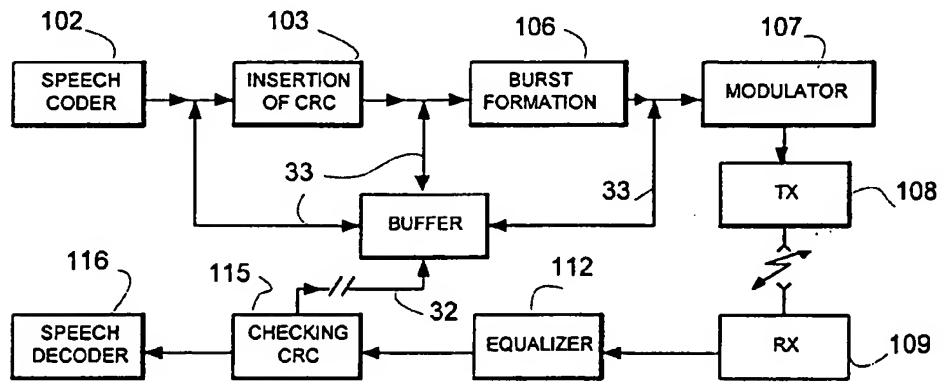 102
103
106
107
SPEECH
CODER
INSERTION
OF CRC
BURST
FORMATION
MODULATOR
33
33
33
BUFFER
TX
108
116
115
32
112
SPEECH
DECODER
CHECKING
CRC
EQUALIZER
RX
109